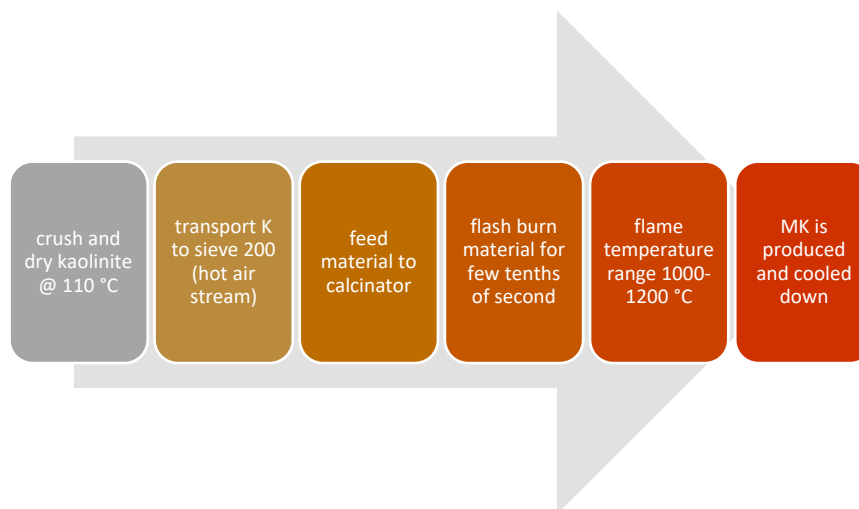 crush and
dry kaolinite
@ 110 °C
transport K
to sieve 200
(hot air
stream)
feed
material to
calcinator
flash burn
material for
few tenths
of second
flame
temperature
range 1000-
1200 °C
MK is
produced
and cooled
down